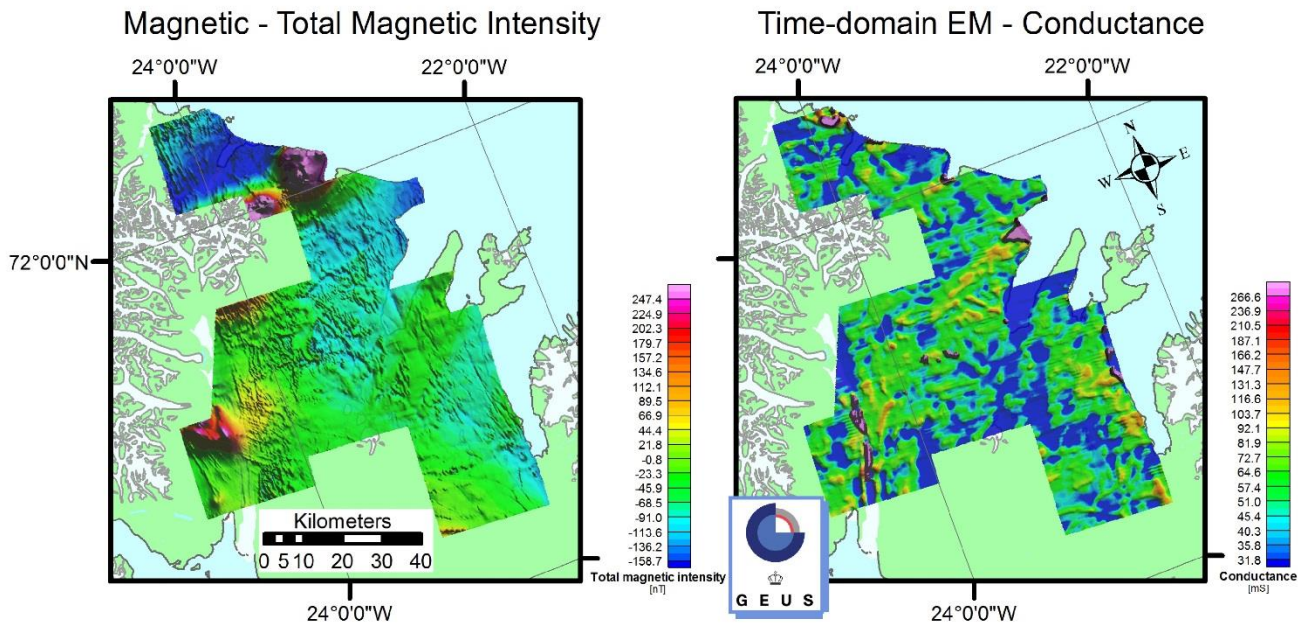 Magnetic - Total Magnetic Intensity
24°0'0"W
22°0'0"W
72°0'0"N
247.4
224.9
202.3
179.7
157.2
134.6
112.1
89.5
66.9
44.4
21.8
-0.8
-23.3
-45.9
-68.5
-91.0
-113.6
-136.2
-158.7
Total magnetic intensity
[nT]
Kilometers
0 5 10 20 30 40
24°0'0"W
Time-domain EM - Conductance
24°0'0"W
22°0'0"W
N
E
W
S
266.6
236.9
210.5
187.1
166.2
147.7
131.3
116.6
103.7
92.1
81.9
72.7
64.6
57.4
51.0
45.4
40.3
35.8
31.8
Conductance
[mS]
G E U S
24°0'0"W